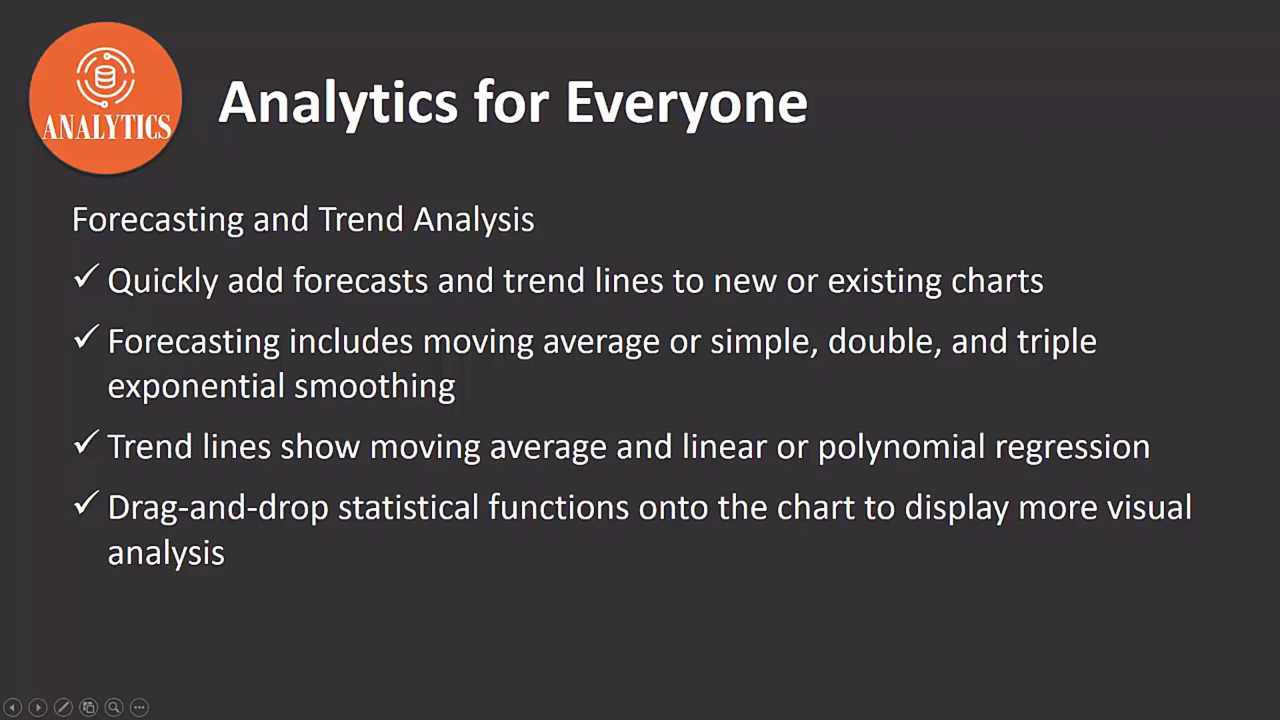 ANALYTICS
Analytics for Everyone
Forecasting and Trend Analysis
✓ Quickly add forecasts and trend lines to new or existing charts
✓ Forecasting includes moving average or simple, double, and triple
exponential smoothing
✓ Trend lines show moving average and linear or polynomial regression
✓ Drag-and-drop statistical functions onto the chart to display more visual
analysis